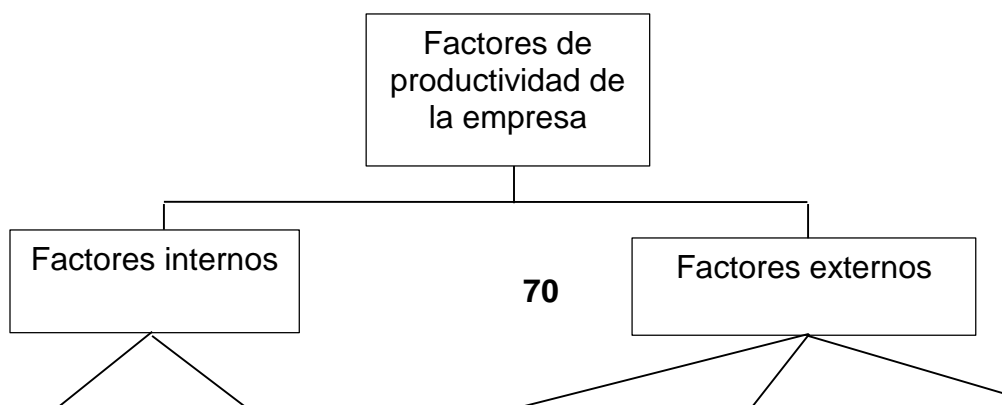 Factores de
productividad de
la empresa
Factores internos
Factores externos
70